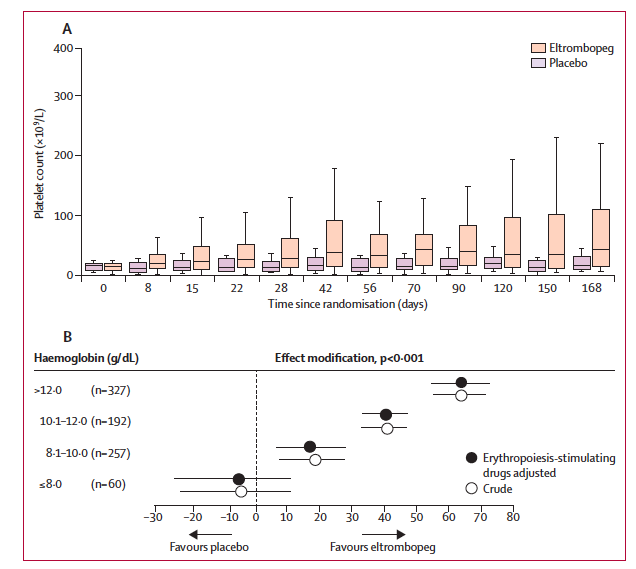 A
Eltrombopeg
Placebo
Platelet count (×10⁹/L)
400
300
200
100
0
0 8 15 22 28 42 56 70 90 120 150 168
Time since randomisation (days)
B
Haemoglobin (g/dL) Effect modification, p<0·001
>12·0 (n=327)
10·1–12·0 (n=192)
8·1–10·0 (n=257)
≤8·0 (n=60)
Erythropoiesis-stimulating
drugs adjusted
Crude
–30 –20 –10 0 10 20 30 40 50 60 70 80
Favours placebo Favours eltrombopeg